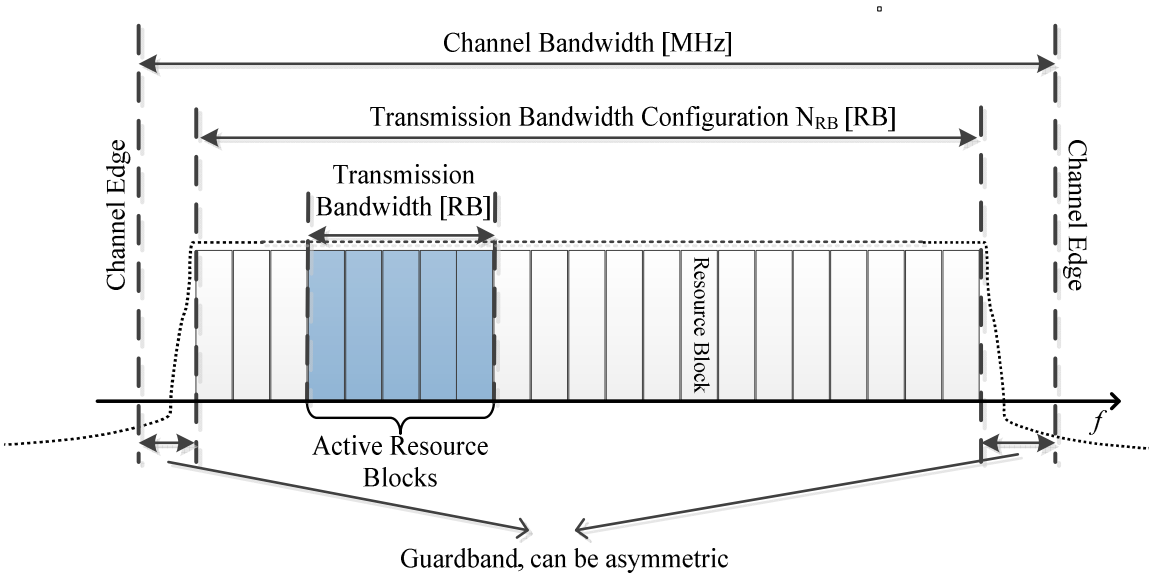 Channel Bandwidth [MHz]
Transmission Bandwidth Configuration NRB [RB]
Channel Edge
Transmission
Bandwidth [RB]
Channel Edge
Resource Block
f
Active Resource
Blocks
Guardband, can be asymmetric